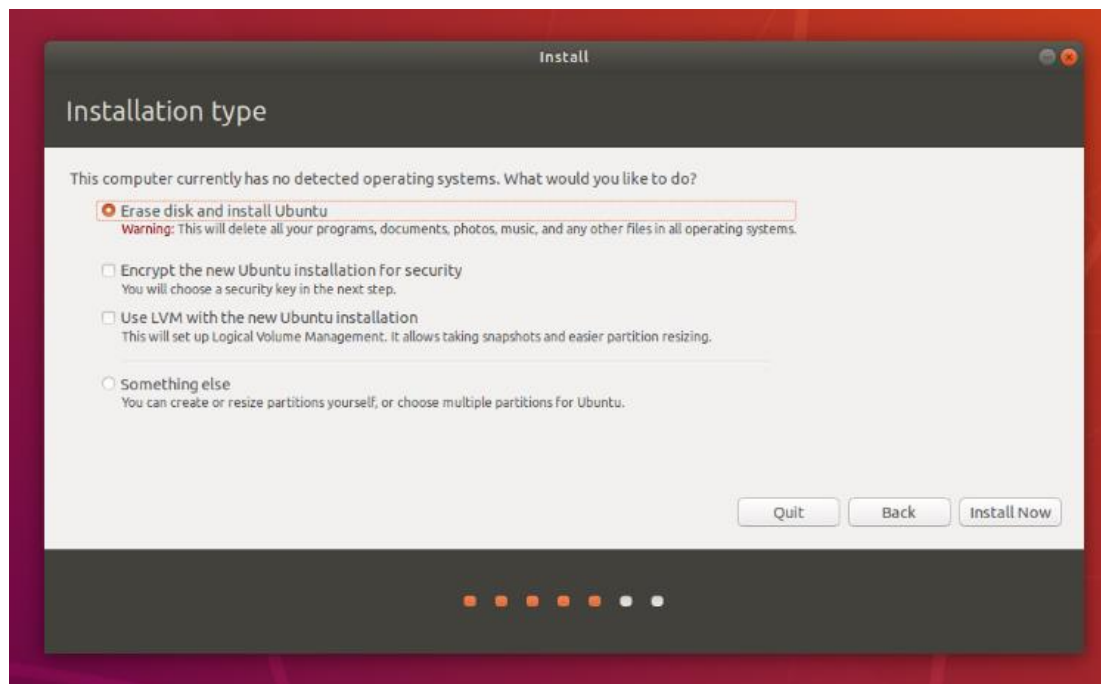 Install
Installation type
This computer currently has no detected operating systems. What would you like to do?
Erase disk and install Ubuntu
Warning: This will delete all your programs, documents, photos, music, and any other files in all operating systems.
Encrypt the new Ubuntu installation for security
You will choose a security key in the next step.
Use LVM with the new Ubuntu installation
This will set up Logical Volume Management. It allows taking snapshots and easier partition resizing.
Something else
You can create or resize partitions yourself, or choose multiple partitions for Ubuntu.
Quit Back Install Now